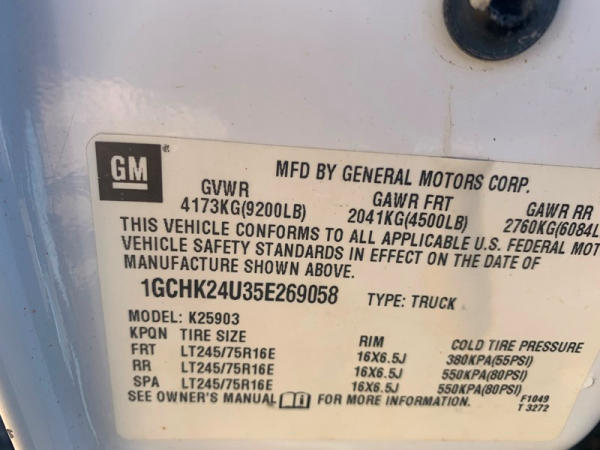 GM
MFD BY GENERAL MOTORS CORP.
GVWR GAWR FRT GAWR RR
4173KG(9200LB) 2041KG(4500LB) 2760KG(6084L
THIS VEHICLE CONFORMS TO ALL APPLICABLE U.S. FEDERAL MOT
VEHICLE SAFETY STANDARDS IN EFFECT ON THE DATE OF
MANUFACTURE SHOWN ABOVE.
1GCHK24U35E269058 TYPE: TRUCK
MODEL: K25903
KPQN TIRE SIZE RIM COLD TIRE PRESSURE
FRT LT245/75R16E 16X6.5J 380KPA(55PSI)
RR LT245/75R16E 16X6.5J 550KPA(80PSI)
SPA LT245/75R16E 16X6.5J 550KPA(80PSI)
SEE OWNER'S MANUAL FOR MORE INFORMATION.
F1049
T 3272